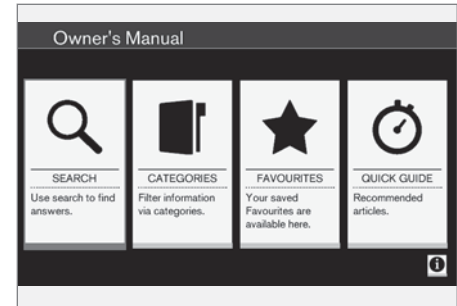 Owner's Manual
SEARCH
Use search to find
answers.
CATEGORIES
Filter information
via categories.
FAVOURITES
Your saved
Favourites are
available here.
QUICK GUIDE
Recommended
articles.
i